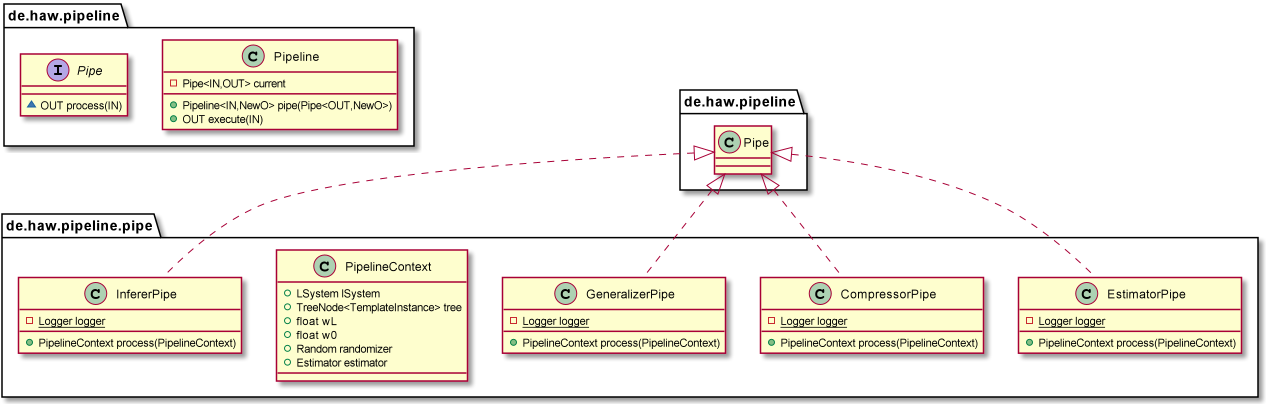 de.haw.pipeline
I Pipe
OUT process(IN)
C Pipeline
Pipe<IN,OUT> current
Pipeline<IN,NewO> pipe(Pipe<OUT,NewO>)
OUT execute(IN)
de.haw.pipeline
C Pipe
de.haw.pipeline.pipe
C InfererPipe
Logger logger
PipelineContext process(PipelineContext)
C PipelineContext
LSystem lSystem
TreeNode<TemplateInstance> tree
float wL
float w0
Random randomizer
Estimator estimator
C GeneralizerPipe
Logger logger
PipelineContext process(PipelineContext)
C CompressorPipe
Logger logger
PipelineContext process(PipelineContext)
C EstimatorPipe
Logger logger
PipelineContext process(PipelineContext)